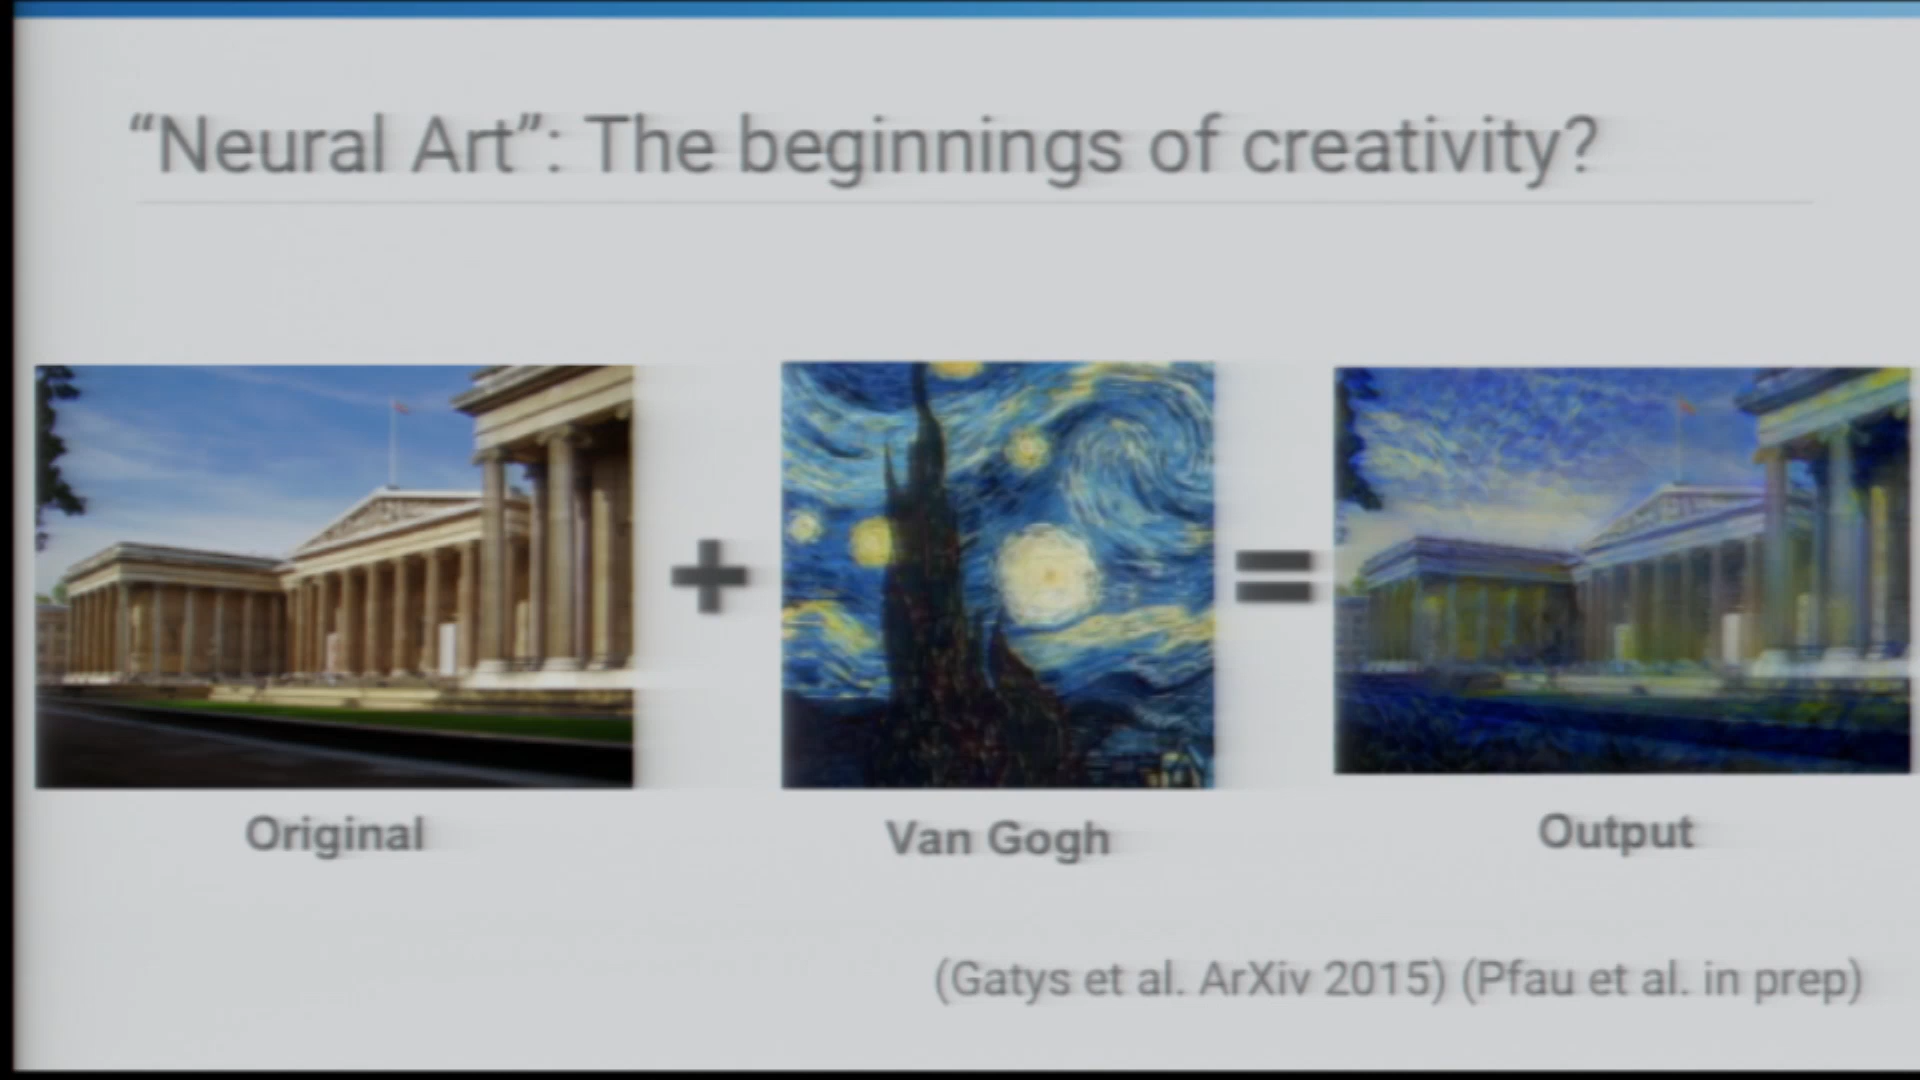 “Neural Art”: The beginnings of creativity?
+
=
Original
Van Gogh
Output
(Gatys et al. ArXiv 2015) (Pfau et al. in prep)